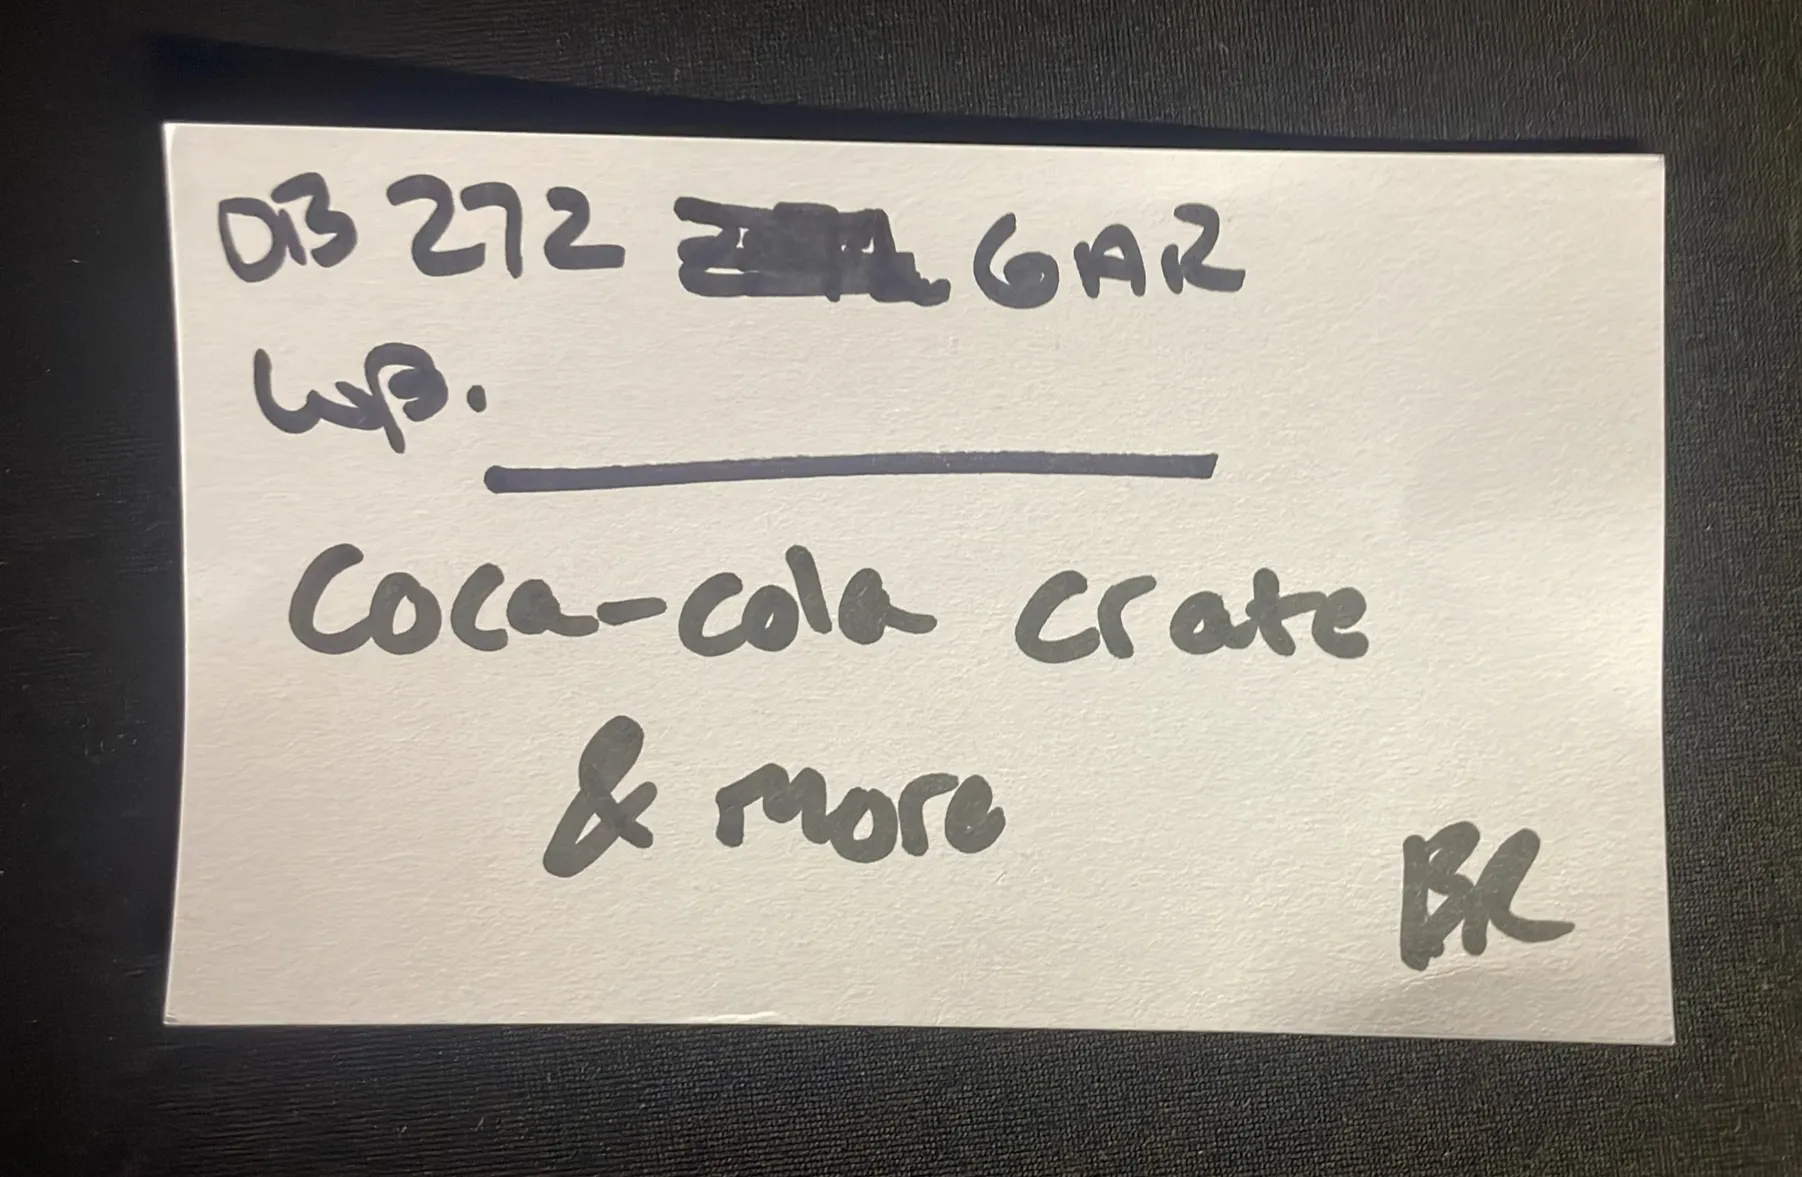 DB 272 GAR
WB.
Coca-cola crate
& more
BR